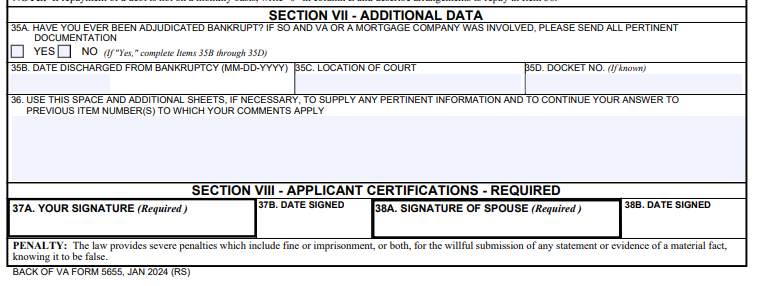 SECTION VII - ADDITIONAL DATA
35A. HAVE YOU EVER BEEN ADJUDICATED BANKRUPT? IF SO AND VA OR A MORTGAGE COMPANY WAS INVOLVED, PLEASE SEND ALL PERTINENT
DOCUMENTATION
YES NO (If "Yes," complete Items 35B through 35D)
35B. DATE DISCHARGED FROM BANKRUPTCY (MM-DD-YYYY) 35C. LOCATION OF COURT 35D. DOCKET NO. (If known)
36. USE THIS SPACE AND ADDITIONAL SHEETS, IF NECESSARY, TO SUPPLY ANY PERTINENT INFORMATION AND TO CONTINUE YOUR ANSWER TO
PREVIOUS ITEM NUMBER(S) TO WHICH YOUR COMMENTS APPLY
SECTION VIII - APPLICANT CERTIFICATIONS - REQUIRED
37A. YOUR SIGNATURE (Required ) 37B. DATE SIGNED 38A. SIGNATURE OF SPOUSE (Required ) 38B. DATE SIGNED
PENALTY: The law provides severe penalties which include fine or imprisonment, or both, for the willful submission of any statement or evidence of a material fact,
knowing it to be false.
BACK OF VA FORM 5655, JAN 2024 (RS)